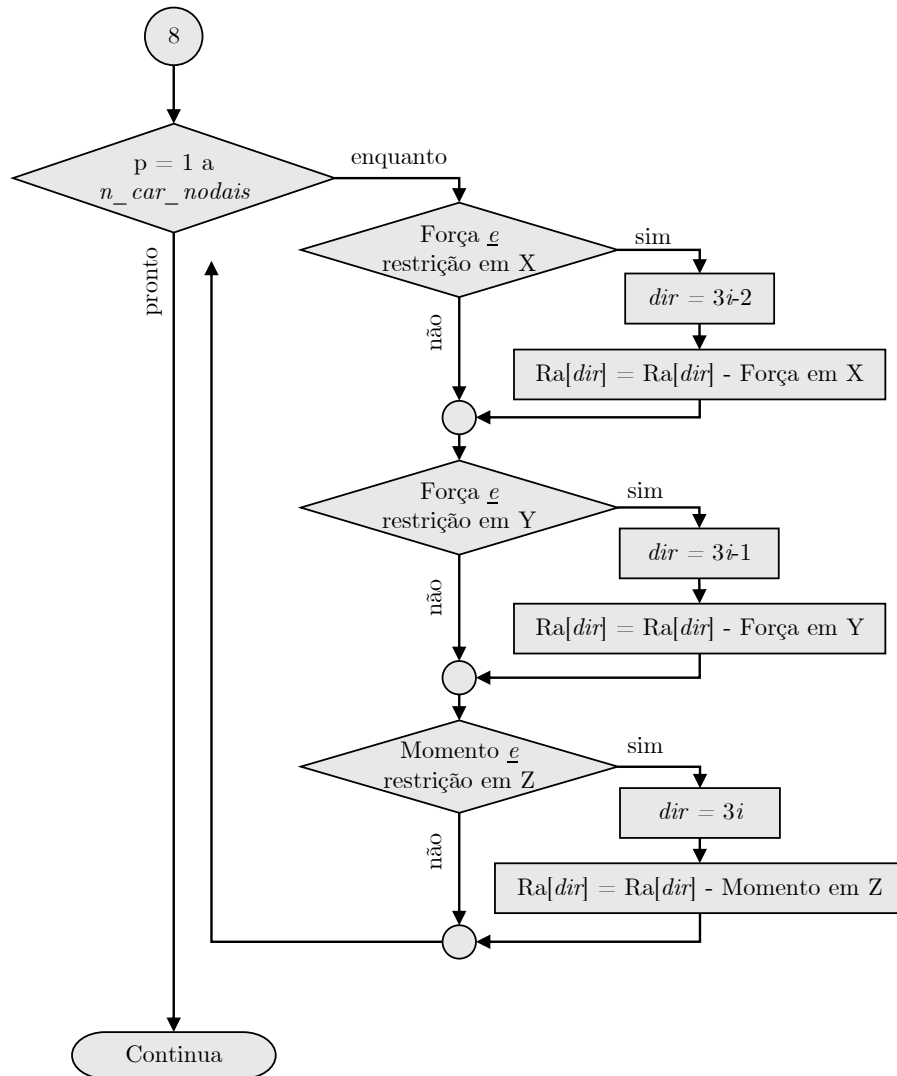 8
p = 1 a
n_car_nodais
enquanto
pronto
Força e
restrição em X
sim
não
dir = 3i-2
Ra[dir] = Ra[dir] - Força em X
Força e
restrição em Y
sim
não
dir = 3i-1
Ra[dir] = Ra[dir] - Força em Y
Momento e
restrição em Z
sim
não
dir = 3i
Ra[dir] = Ra[dir] - Momento em Z
Continua